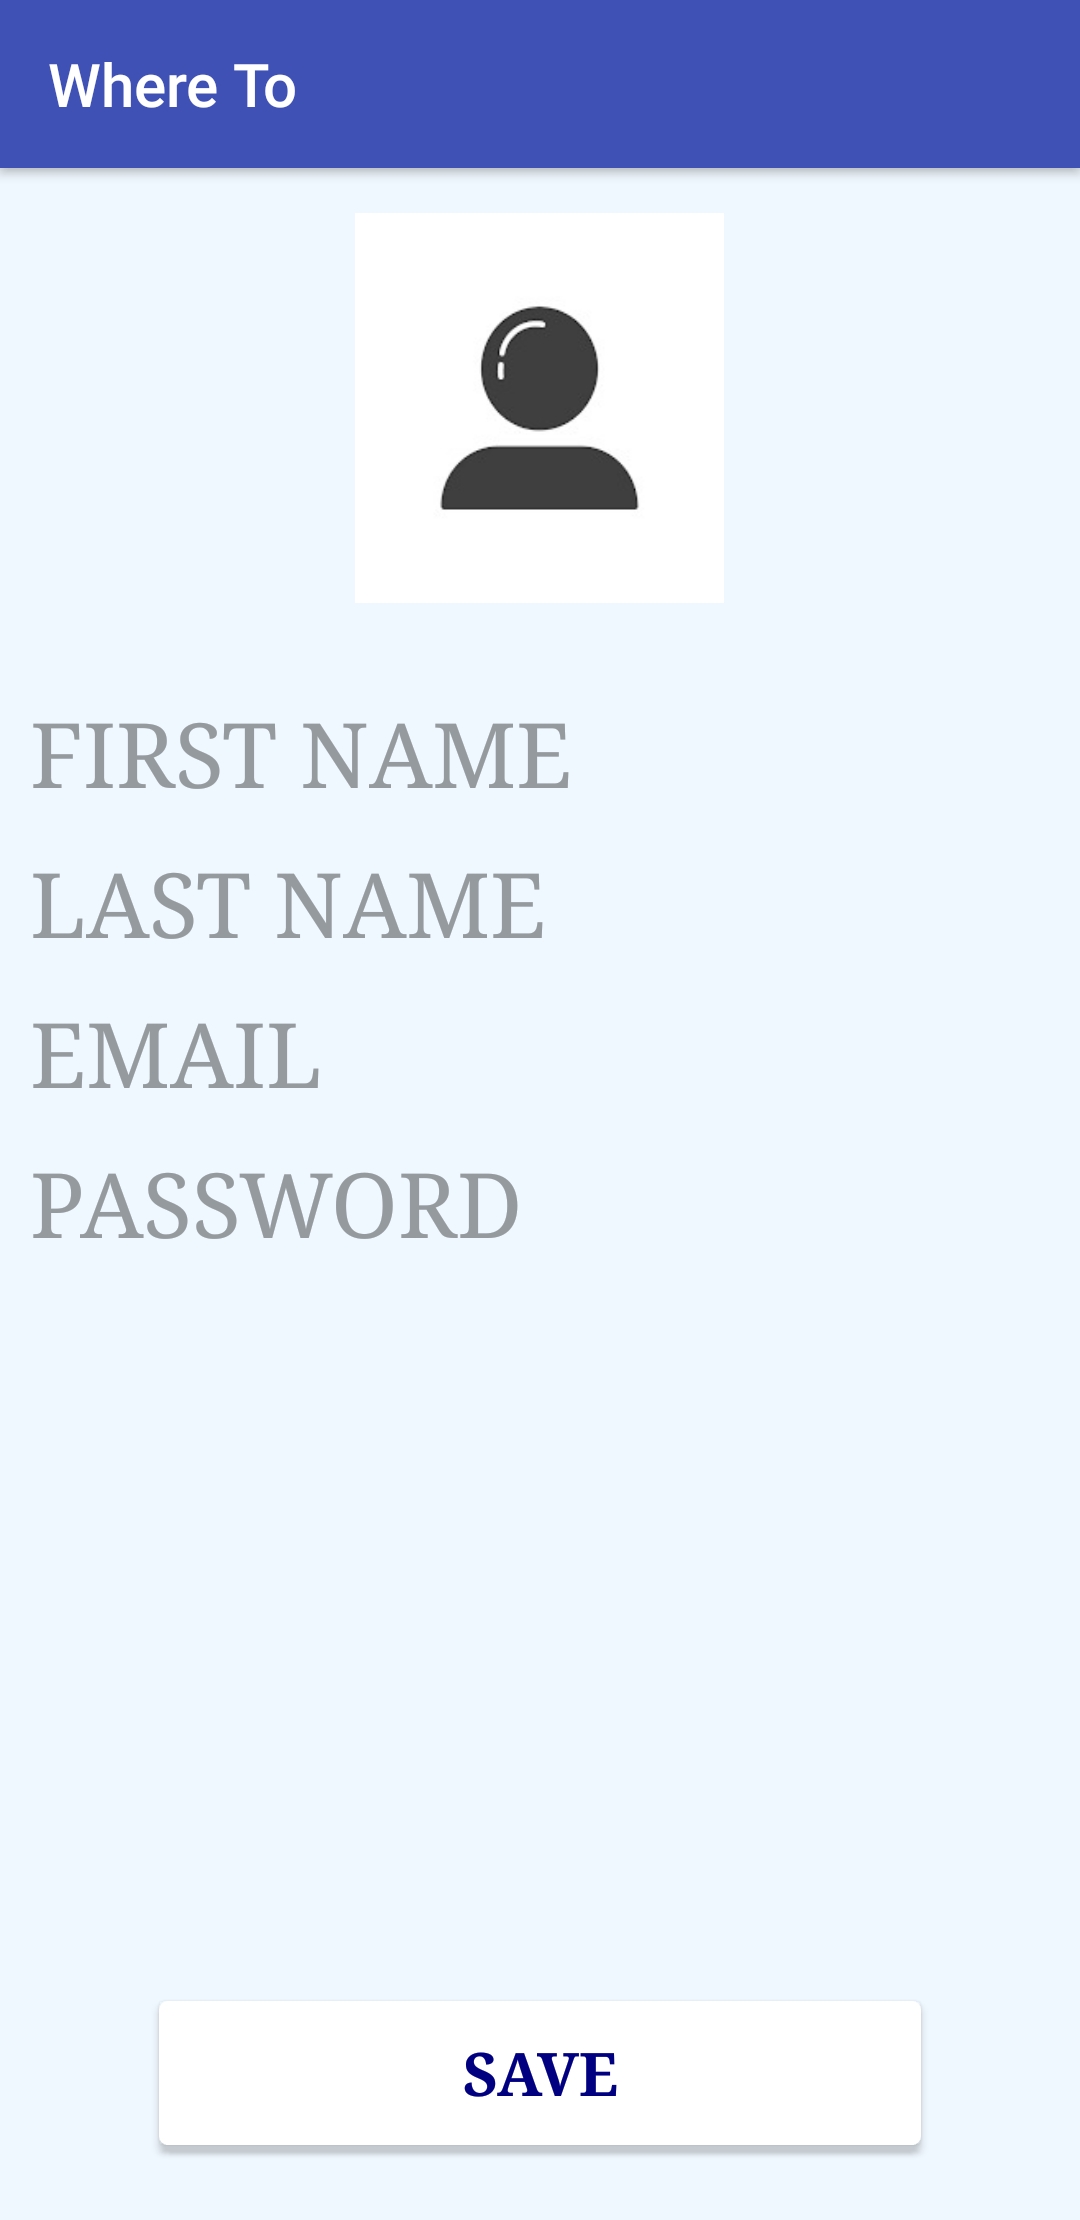 Where To
FIRST NAME
LAST NAME
EMAIL
PASSWORD
SAVE